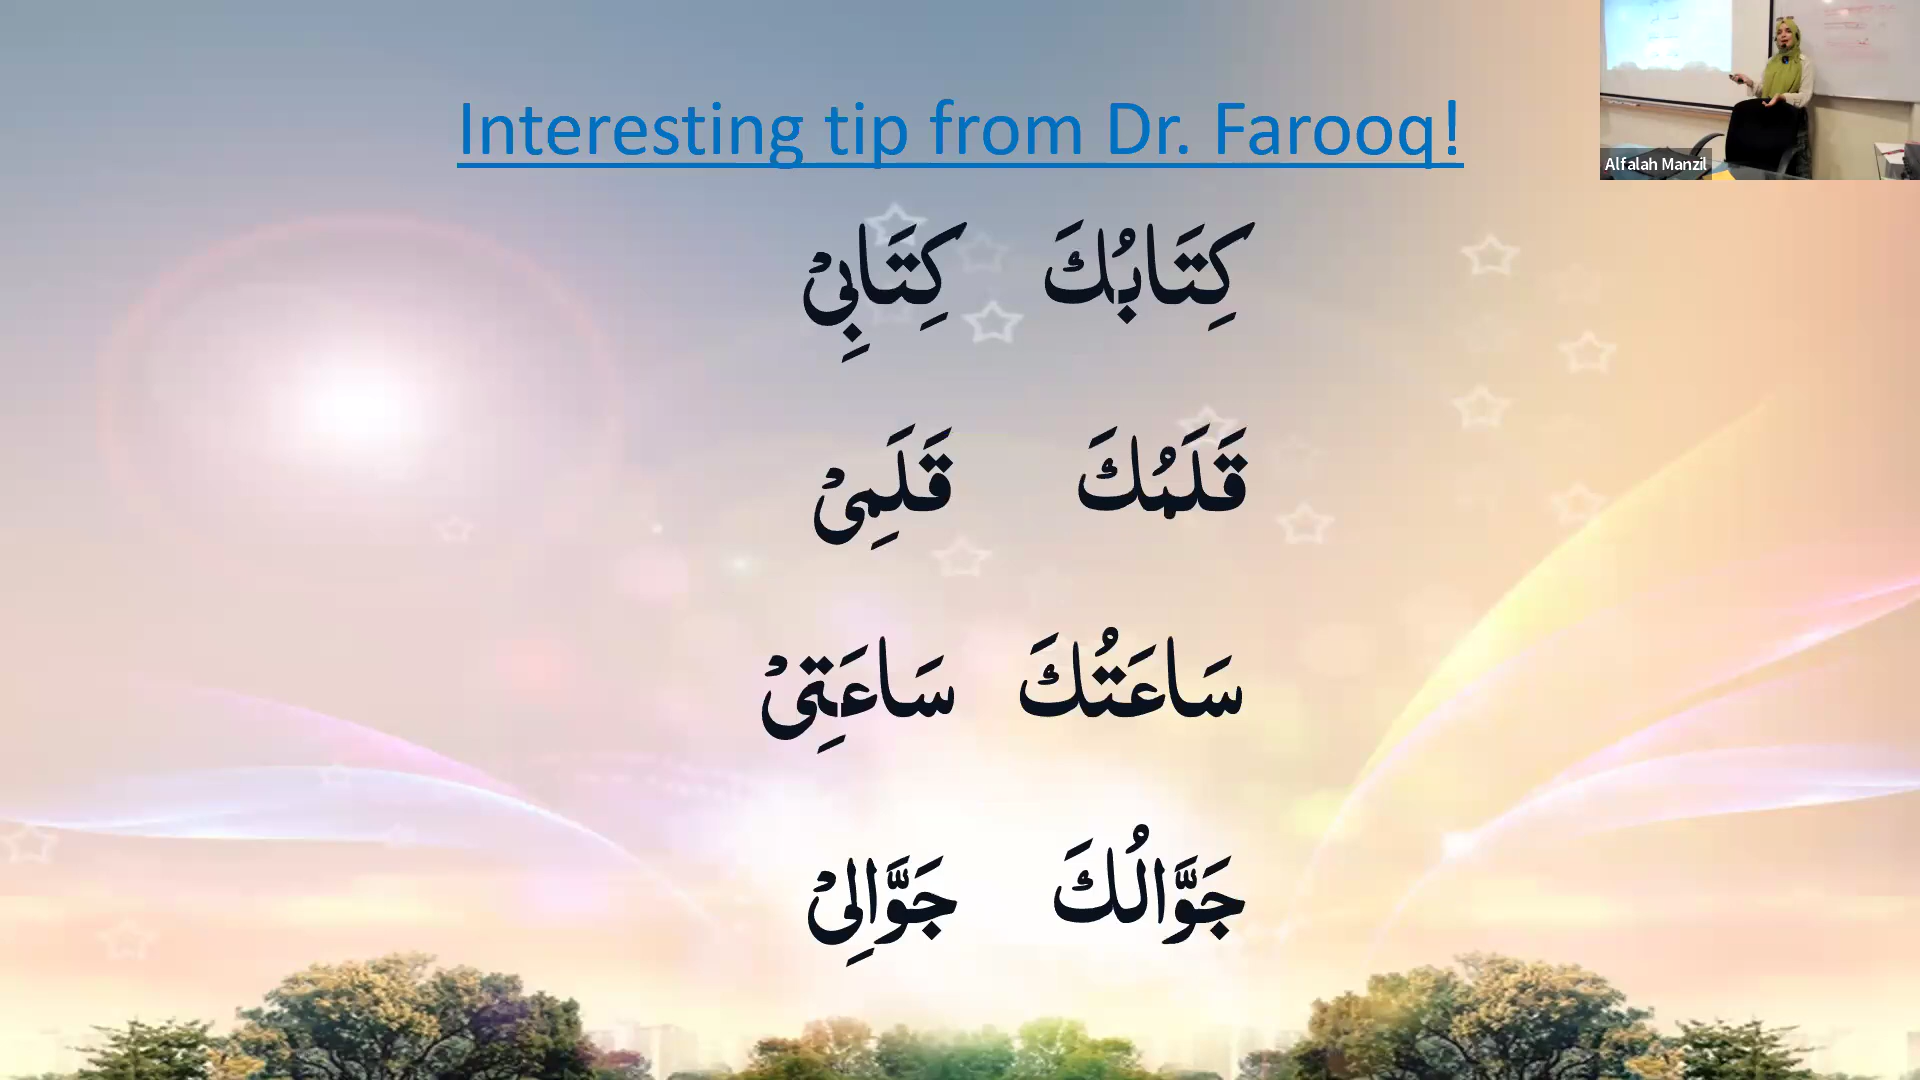 Interesting tip from Dr. Farooq!
Alfalah Manzil
كِتَابُكَ كِتَابِيْ
قَلَمُكَ قَلَمِيْ
سَاعَتُكَ سَاعَتِيْ
جَوَّالُكَ جَوَّالِيْ